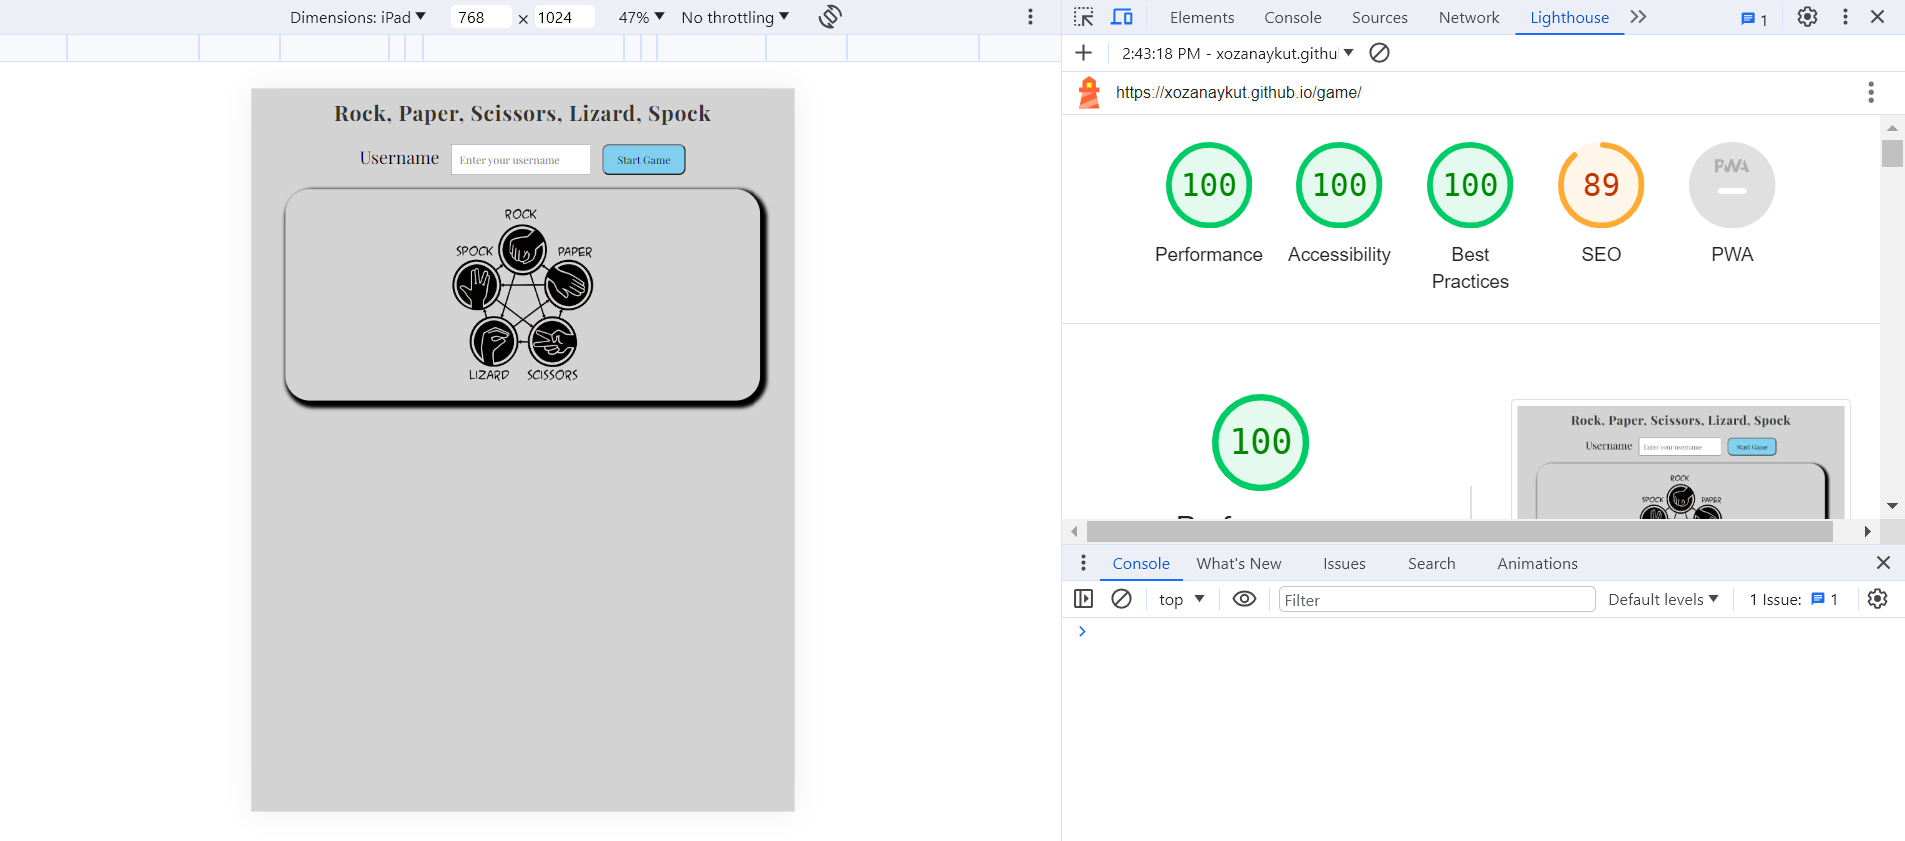 Dimensions: iPad 768 × 1024 47% No throttling
Rock, Paper, Scissors, Lizard, Spock
Username Enter your username Start Game
ROCK
SPOCK PAPER
LIZARD SCISSORS
Elements Console Sources Network Lighthouse 1
2:43:18 PM - xozanaykut.githu
https://xozanaykut.github.io/game/
100 100 100 89 PWA
Performance Accessibility Best Practices SEO PWA
100
Rock, Paper, Scissors, Lizard, Spock
Username Enter your username Start Game
ROCK
SPOCK PAPER
Console What's New Issues Search Animations
top Filter Default levels 1 Issue: 1